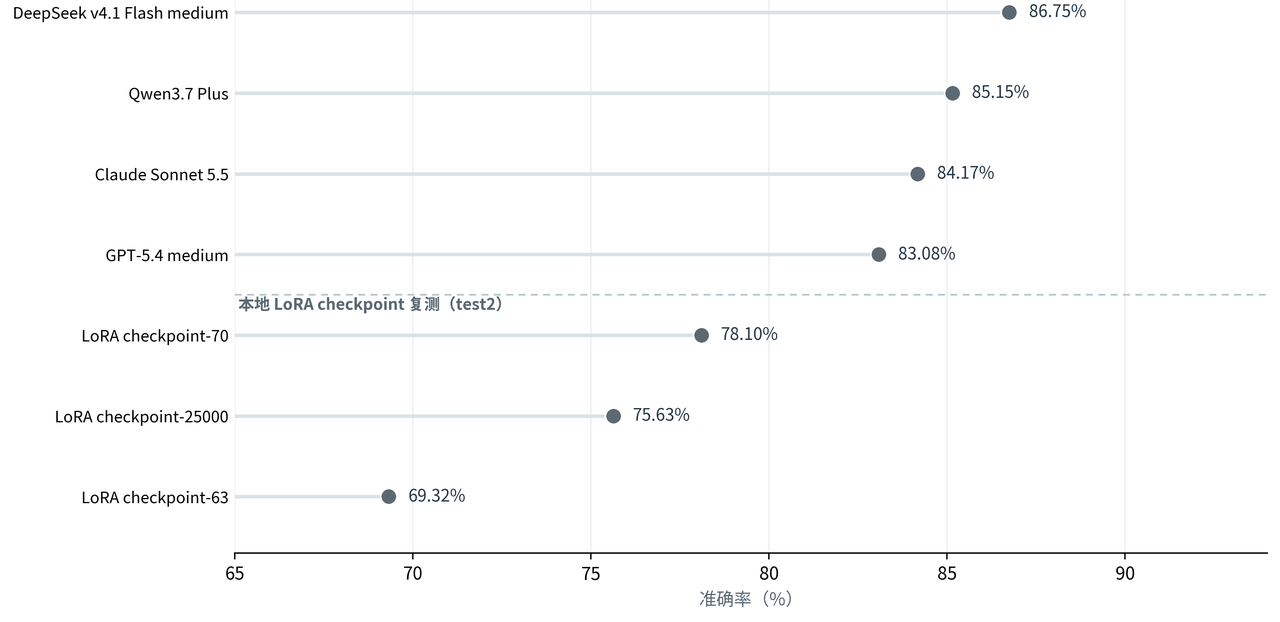 DeepSeek v4.1 Flash medium 86.75%
Qwen3.7 Plus 85.15%
Claude Sonnet 5.5 84.17%
GPT-5.4 medium 83.08%
本地 LoRA checkpoint 复测（test2）
LoRA checkpoint-70 78.10%
LoRA checkpoint-25000 75.63%
LoRA checkpoint-63 69.32%
65 70 75 80 85 90
准确率（%）